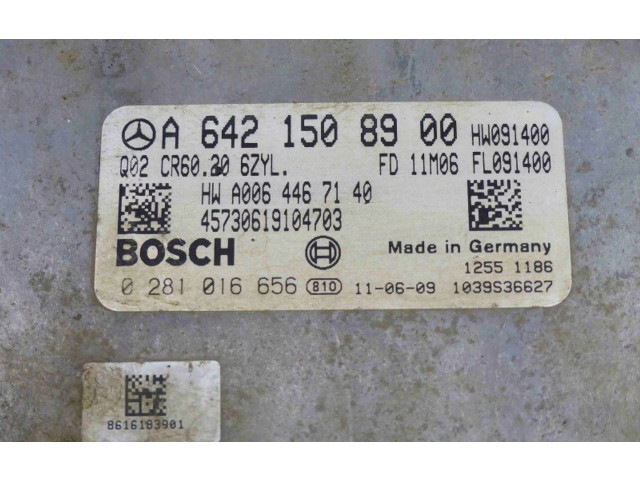 A 642 150 89 00 HW091400
Q02 CR60.20 6ZYL. FD 11M06 FL091400
HW A006 446 71 40
45730619104703
BOSCH Made in Germany
1255 1186
0 281 016 656 810 11-06-09 1039S36627
8616183901